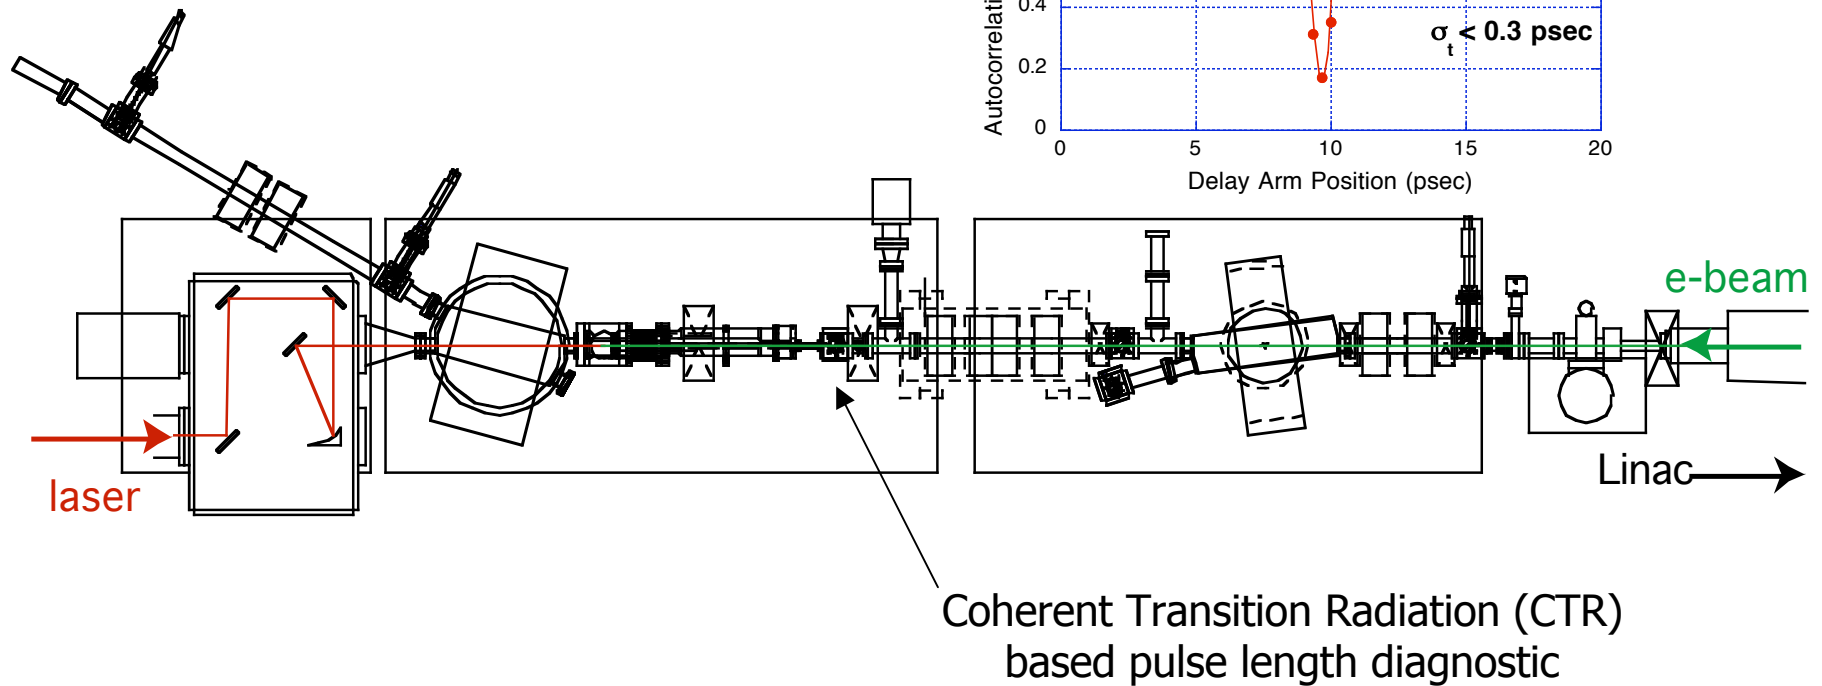 0.4
Autocorrelati
σt < 0.3 psec
0.2
0
0 5 10 15 20
Delay Arm Position (psec)
e-beam
Linac
laser
Coherent Transition Radiation (CTR)
based pulse length diagnostic